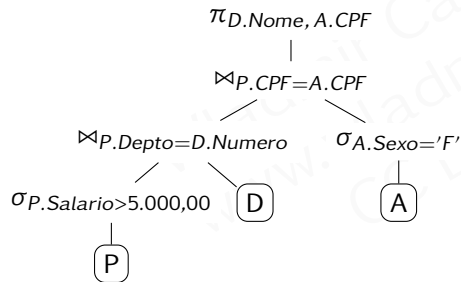 π D.Nome, A.CPF
⋈ P.CPF=A.CPF
⋈ P.Depto=D.Numero
σ A.Sexo='F'
σ P.Salario>5.000,00
D
A
P